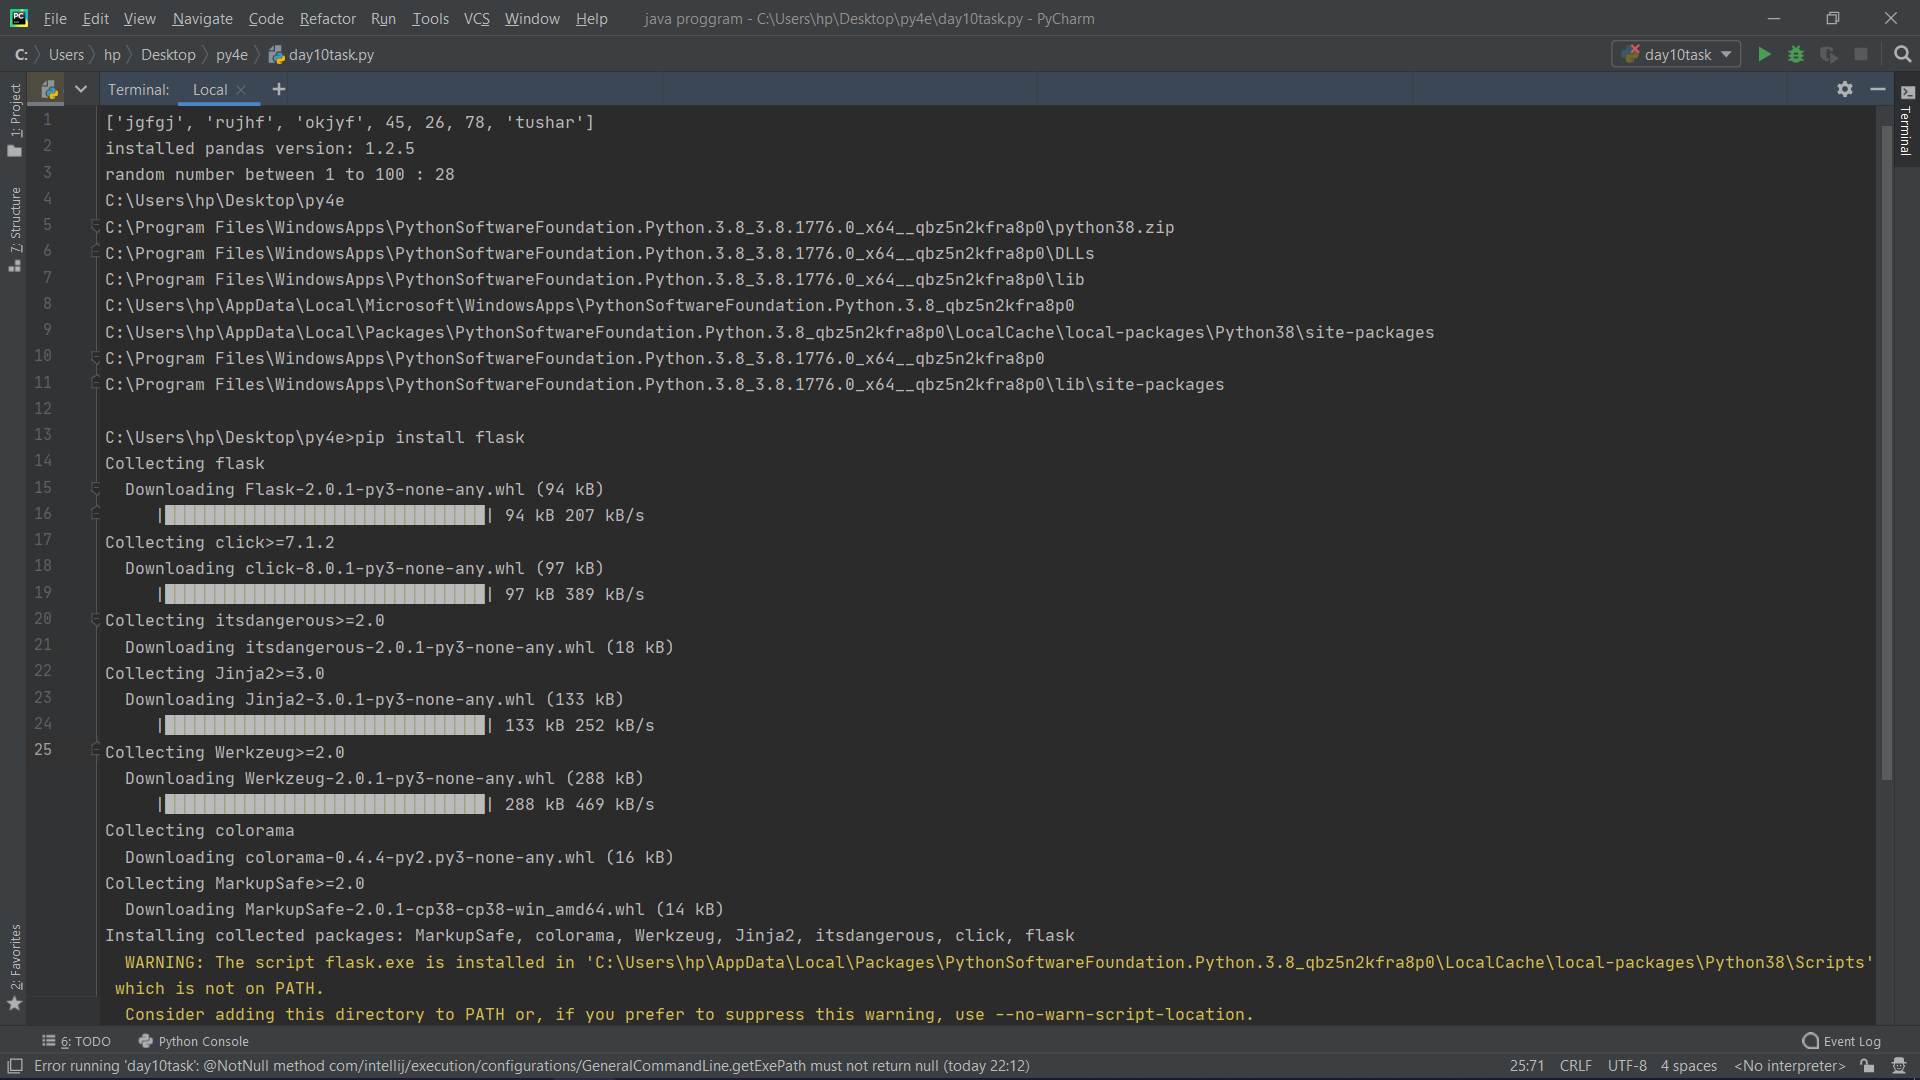 PC File Edit View Navigate Code Refactor Run Tools VCS Window Help java proggram - C:\Users\hp\Desktop\py4e\day10task.py - PyCharm
C: Users hp Desktop py4e day10task.py day10task
Terminal: Local
1: Project
7: Structure
2: Favorites
Terminal
1 ['jgfgj', 'rujhf', 'okjyf', 45, 26, 78, 'tushar']
2 installed pandas version: 1.2.5
3 random number between 1 to 100 : 28
4 C:\Users\hp\Desktop\py4e
5 C:\Program Files\WindowsApps\PythonSoftwareFoundation.Python.3.8_3.8.1776.0_x64__qbz5n2kfra8p0\python38.zip
6 C:\Program Files\WindowsApps\PythonSoftwareFoundation.Python.3.8_3.8.1776.0_x64__qbz5n2kfra8p0\DLLs
7 C:\Program Files\WindowsApps\PythonSoftwareFoundation.Python.3.8_3.8.1776.0_x64__qbz5n2kfra8p0\lib
8 C:\Users\hp\AppData\Local\Microsoft\WindowsApps\PythonSoftwareFoundation.Python.3.8_qbz5n2kfra8p0
9 C:\Users\hp\AppData\Local\Packages\PythonSoftwareFoundation.Python.3.8_qbz5n2kfra8p0\LocalCache\local-packages\Python38\site-packages
10 C:\Program Files\WindowsApps\PythonSoftwareFoundation.Python.3.8_3.8.1776.0_x64__qbz5n2kfra8p0
11 C:\Program Files\WindowsApps\PythonSoftwareFoundation.Python.3.8_3.8.1776.0_x64__qbz5n2kfra8p0\lib\site-packages
12
13 C:\Users\hp\Desktop\py4e>pip install flask
14 Collecting flask
15 Downloading Flask-2.0.1-py3-none-any.whl (94 kB)
16 |████████████████████████████████| 94 kB 207 kB/s
17 Collecting click>=7.1.2
18 Downloading click-8.0.1-py3-none-any.whl (97 kB)
19 |████████████████████████████████| 97 kB 389 kB/s
20 Collecting itsdangerous>=2.0
21 Downloading itsdangerous-2.0.1-py3-none-any.whl (18 kB)
22 Collecting Jinja2>=3.0
23 Downloading Jinja2-3.0.1-py3-none-any.whl (133 kB)
24 |████████████████████████████████| 133 kB 252 kB/s
25 Collecting Werkzeug>=2.0
Downloading Werkzeug-2.0.1-py3-none-any.whl (288 kB)
|████████████████████████████████| 288 kB 469 kB/s
Collecting colorama
Downloading colorama-0.4.4-py2.py3-none-any.whl (16 kB)
Collecting MarkupSafe>=2.0
Downloading MarkupSafe-2.0.1-cp38-cp38-win_amd64.whl (14 kB)
Installing collected packages: MarkupSafe, colorama, Werkzeug, Jinja2, itsdangerous, click, flask
WARNING: The script flask.exe is installed in 'C:\Users\hp\AppData\Local\Packages\PythonSoftwareFoundation.Python.3.8_qbz5n2kfra8p0\LocalCache\local-packages\Python38\Scripts'
which is not on PATH.
Consider adding this directory to PATH or, if you prefer to suppress this warning, use --no-warn-script-location.
6: TODO Python Console Event Log
Error running 'day10task': @NotNull method com/intellij/execution/configurations/GeneralCommandLine.getExePath must not return null (today 22:12) 25:71 CRLF UTF-8 4 spaces <No interpreter>